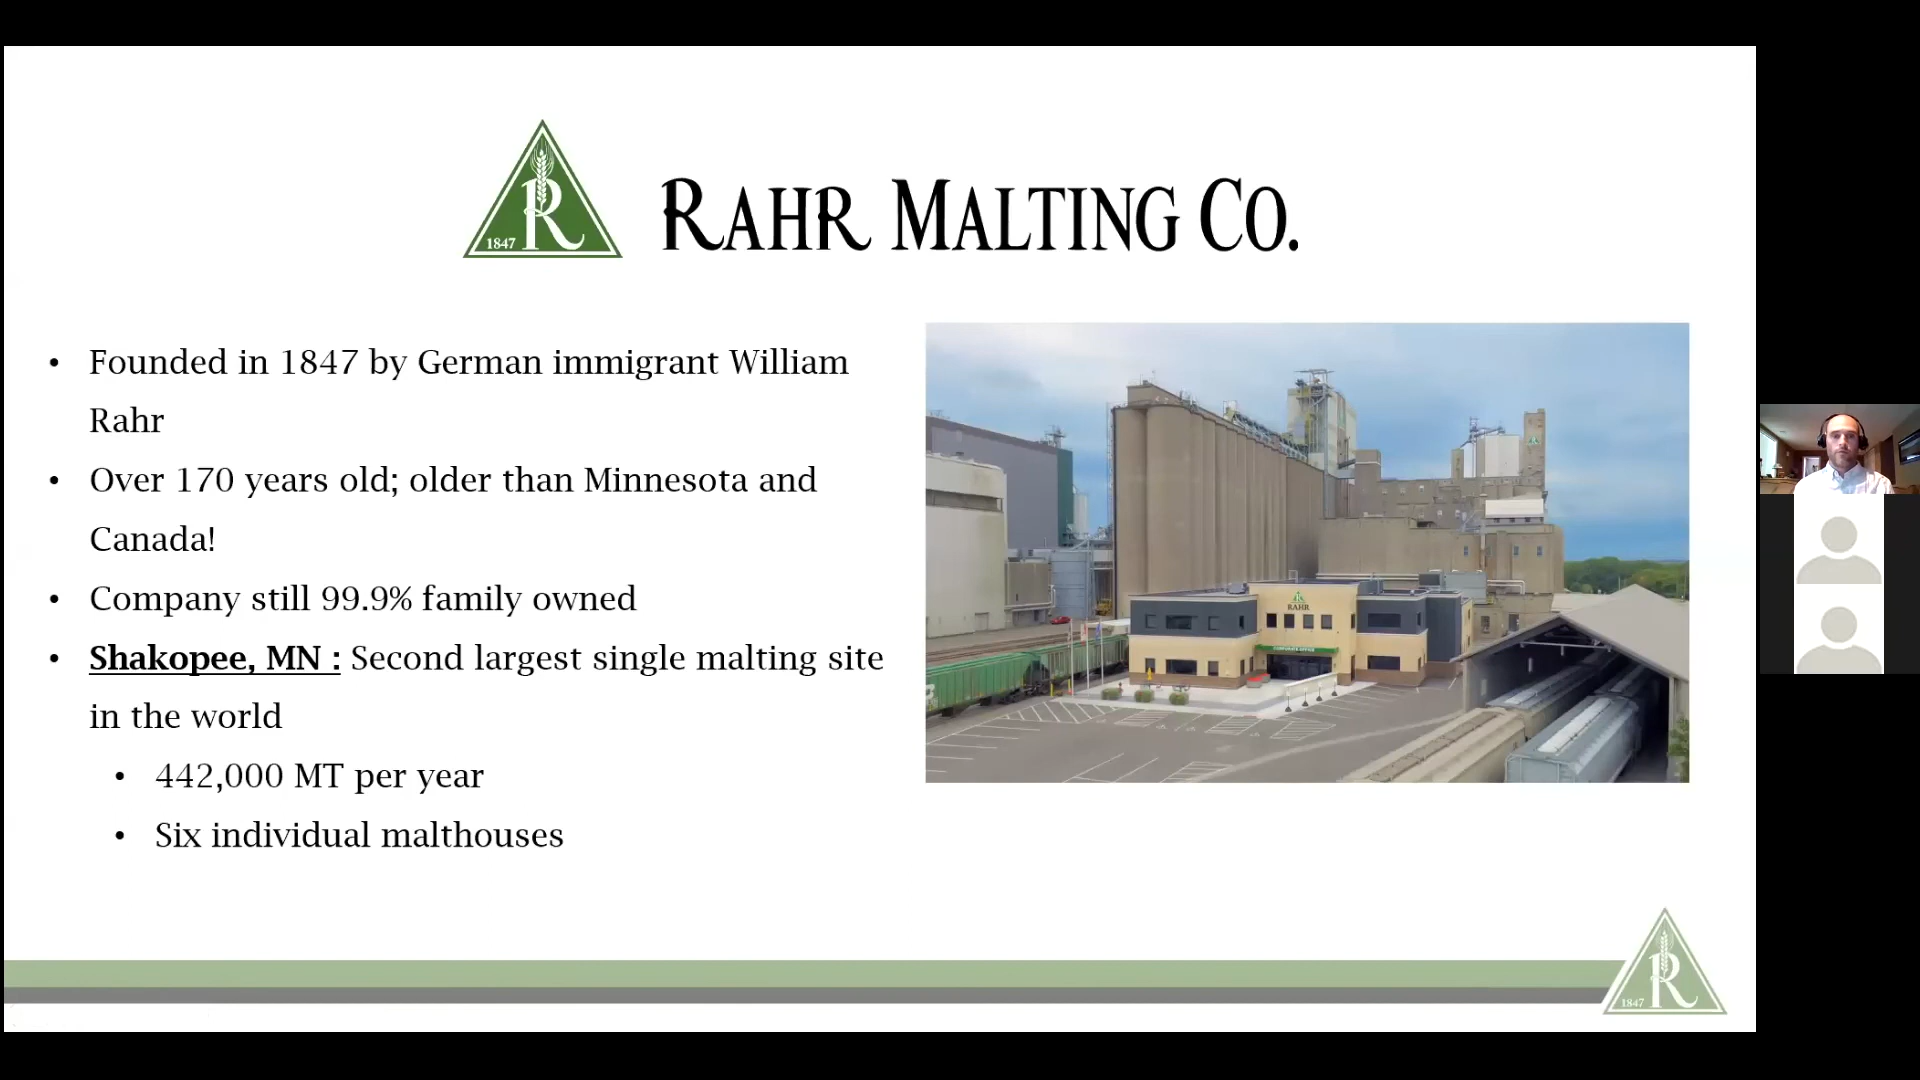 1847
R
RAHR MALTING CO.
• Founded in 1847 by German immigrant William
Rahr
• Over 170 years old; older than Minnesota and
Canada!
• Company still 99.9% family owned
• Shakopee, MN : Second largest single malting site
in the world
• 442,000 MT per year
• Six individual malthouses
RAHR
CORPORATE OFFICE
1847
R